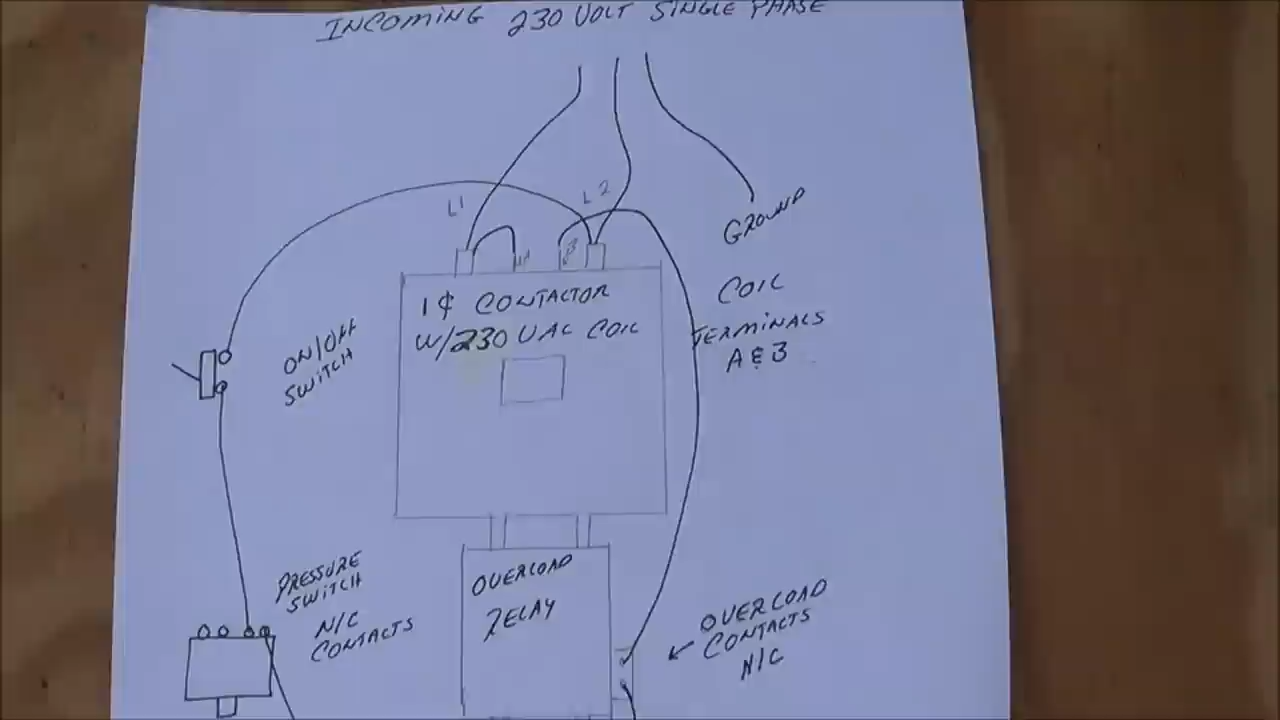 INCOMING 230 VOLT SINGLE PHASE
L1
L2
A
B
GROUND
1¢ CONTACTOR
W/230 VAC COIL
COIL
TERMINALS
A & B
ON/OFF
SWITCH
PRESSURE
SWITCH
N/C
CONTACTS
OVERLOAD
RELAY
OVERLOAD
CONTACTS
N/C